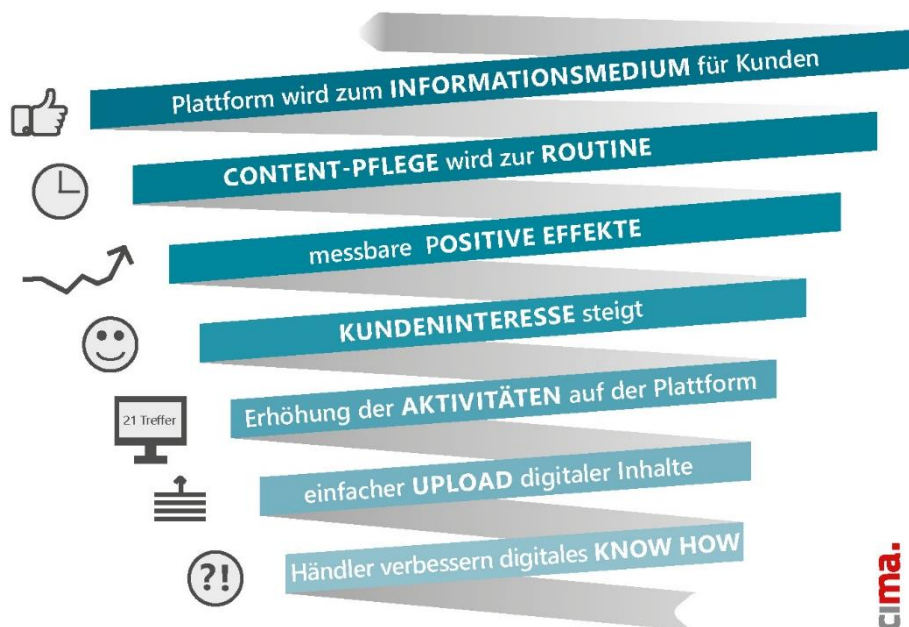 Plattform wird zum INFORMATIONSMEDIUM für Kunden
CONTENT-PFLEGE wird zur ROUTINE
messbare POSITIVE EFFEKTE
KUNDENINTERESSE steigt
Erhöhung der AKTIVITÄTEN auf der Plattform
21 Treffer
einfacher UPLOAD digitaler Inhalte
?!
Händler verbessern digitales KNOW HOW
cima.